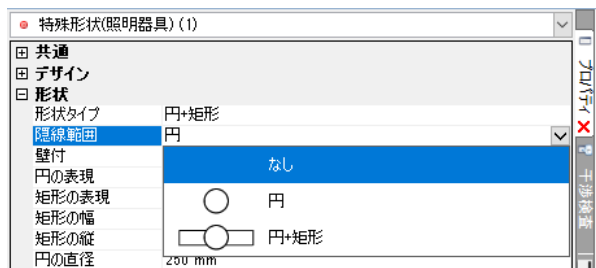 特殊形状(照明器具) (1)
共通
デザイン
形状
形状タイプ 円+矩形
隠線範囲 円
壁付
円の表現
矩形の表現
矩形の幅
矩形の縦
円の直径 250 mm
なし
円
円+矩形
プロパティ
干渉検査